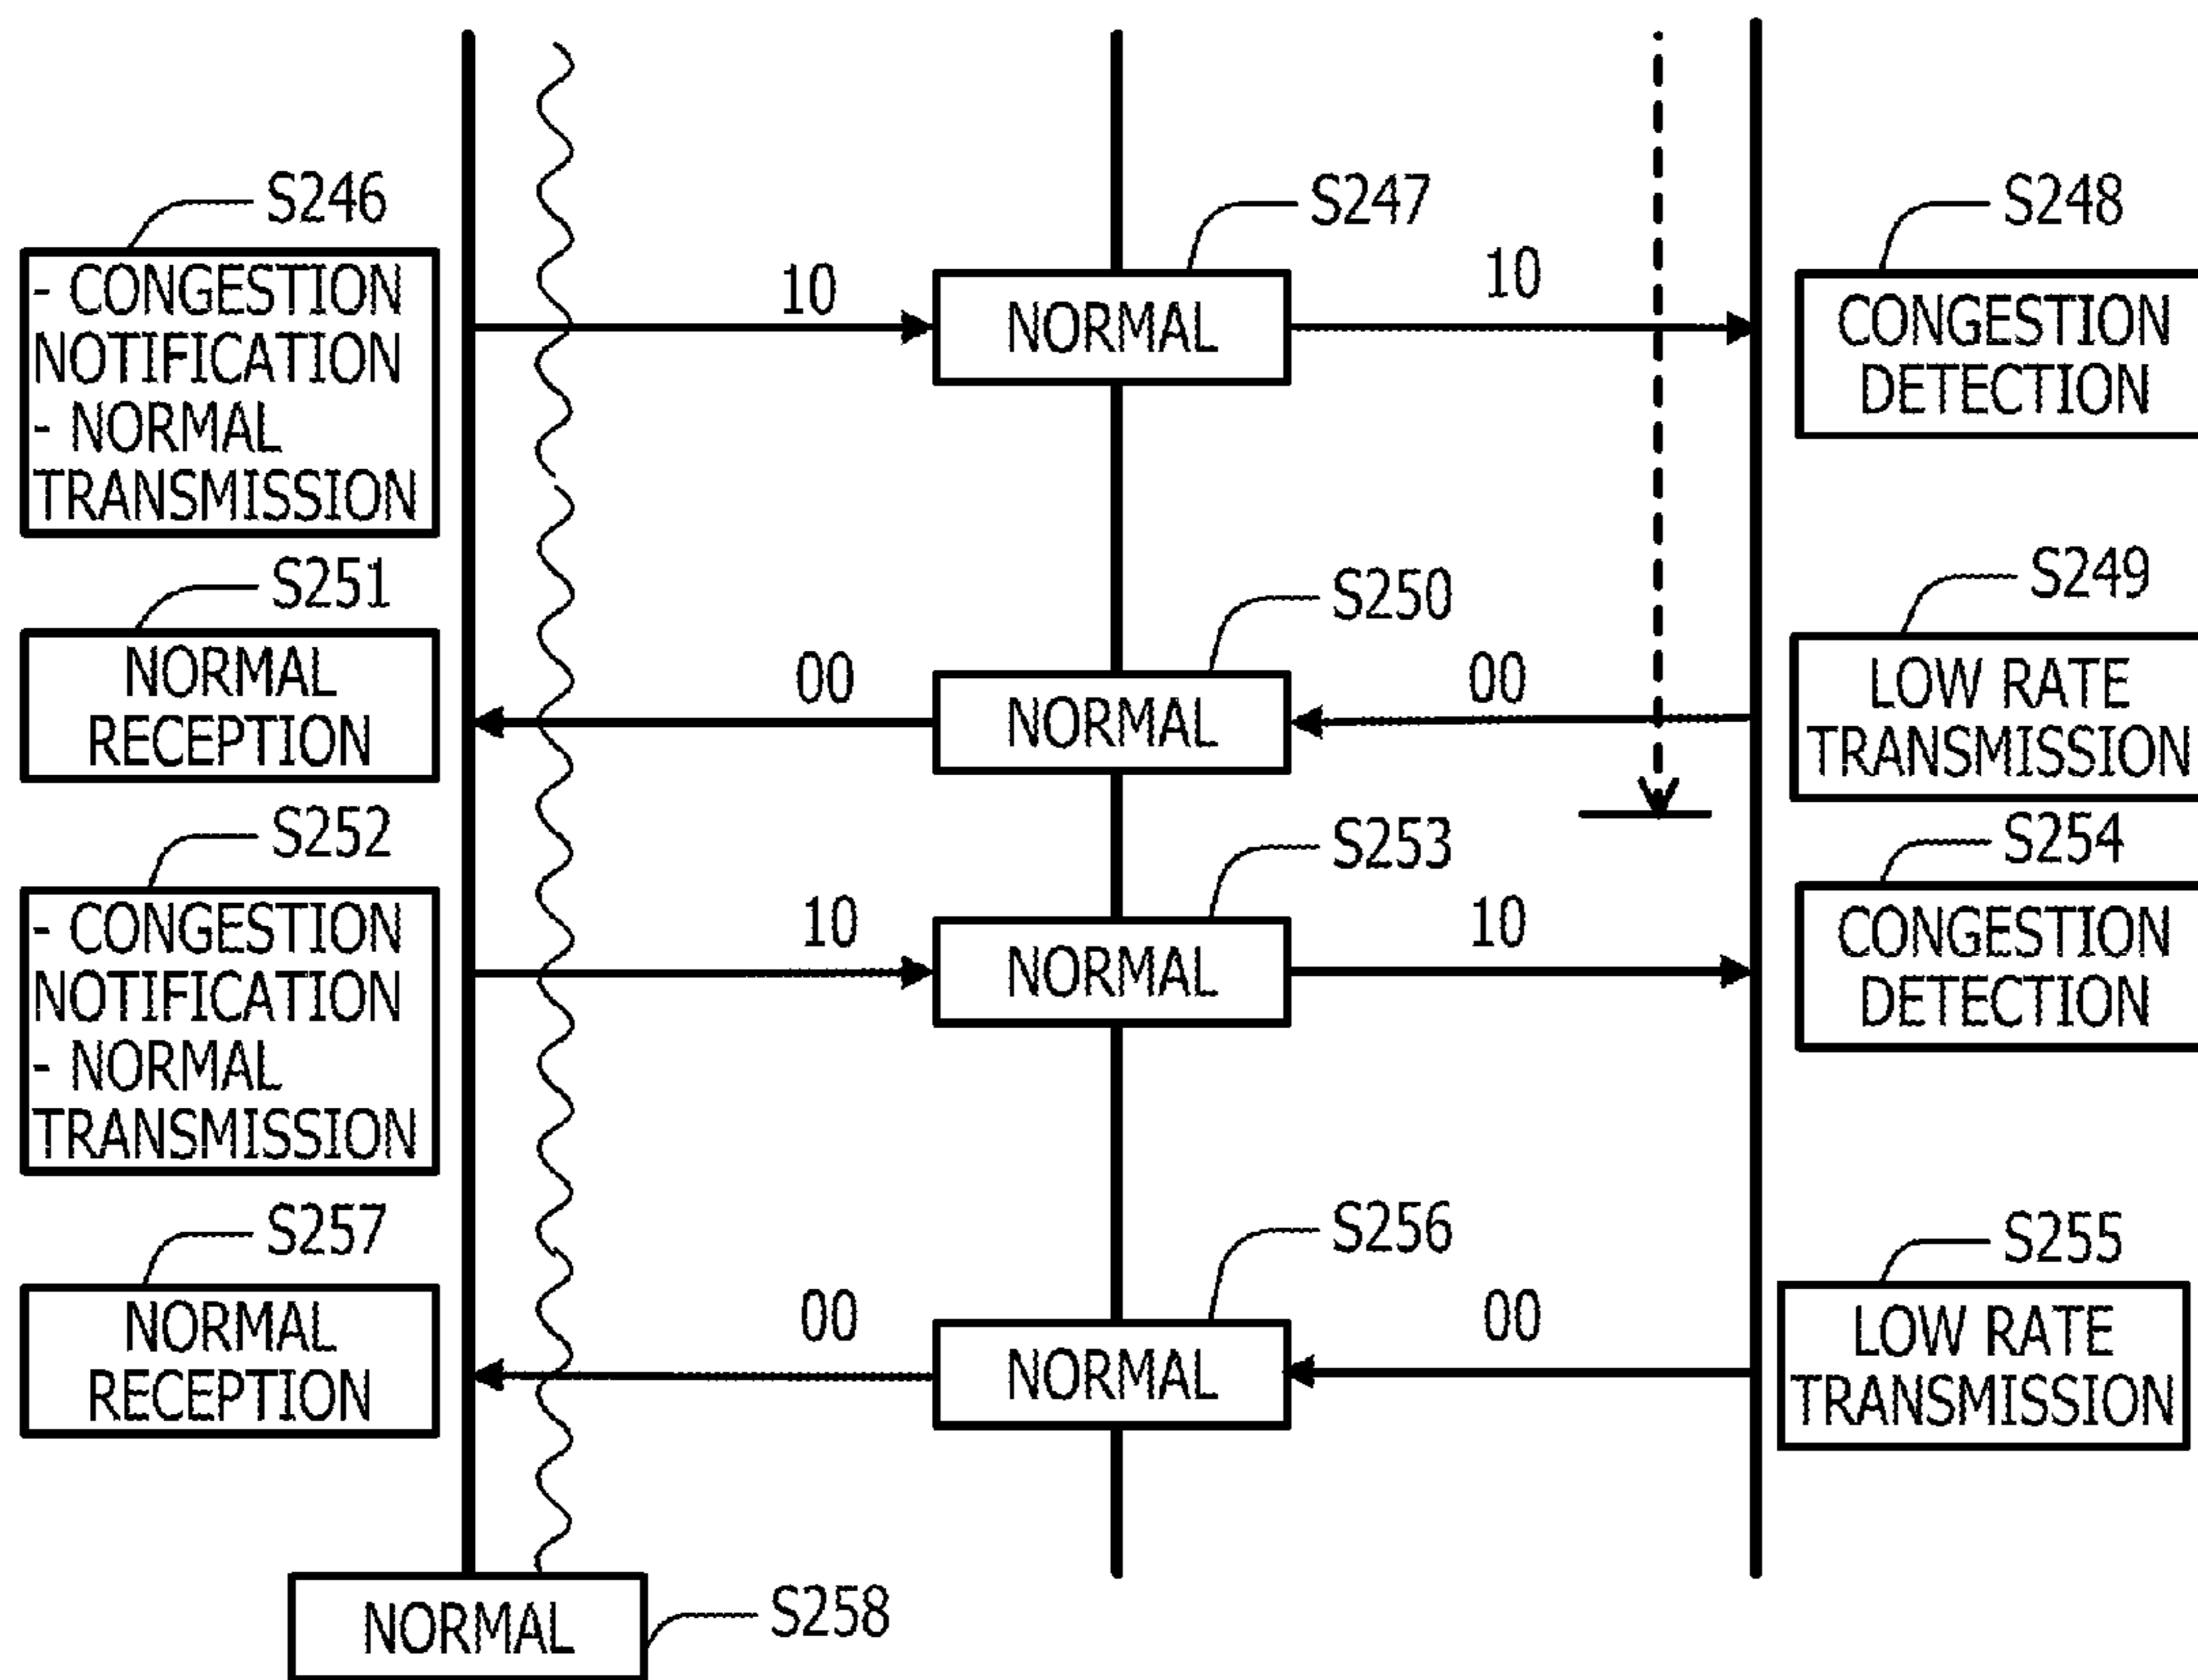 S246
S247
S248
- CONGESTION
NOTIFICATION
- NORMAL
TRANSMISSION
10
NORMAL
10
CONGESTION
DETECTION
S251
S250
S249
NORMAL
RECEPTION
00
NORMAL
00
LOW RATE
TRANSMISSION
S252
S253
S254
- CONGESTION
NOTIFICATION
- NORMAL
TRANSMISSION
10
NORMAL
10
CONGESTION
DETECTION
S257
S256
S255
NORMAL
RECEPTION
00
NORMAL
00
LOW RATE
TRANSMISSION
NORMAL
S258